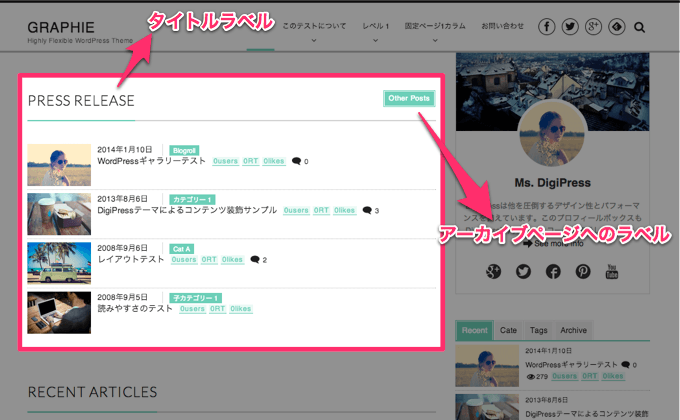 GRAPHIE
Highly Flexible WordPress Theme
タイトルラベル
このテストについて
レベル 1
固定ページ1カラム
お問い合わせ
PRESS RELEASE
Other Posts
2014年1月10日 Blogroll
WordPressギャラリーテスト 0users 0RT 0likes 0
2013年8月6日 カテゴリー 1
DigiPressテーマによるコンテンツ装飾サンプル 0users 0RT 0likes 3
2008年9月6日 Cat A
レイアウトテスト 0users 0RT 0likes 2
2008年9月5日 子カテゴリー 1
読みやすさのテスト 0users 0RT 0likes
RECENT ARTICLES
Ms. DigiPress
は他を圧倒するデザイン性とパフォーマ
ンスを
えています。このプロフィールボックスも
アーカイブページへのラベル
See more info
You Tube
Recent Cate Tags Archive
2014年1月10日
WordPressギャラリーテスト 0
279 0users 0RT 0likes
2013年8月6日
DigiPressテーマによるコンテンツ装飾